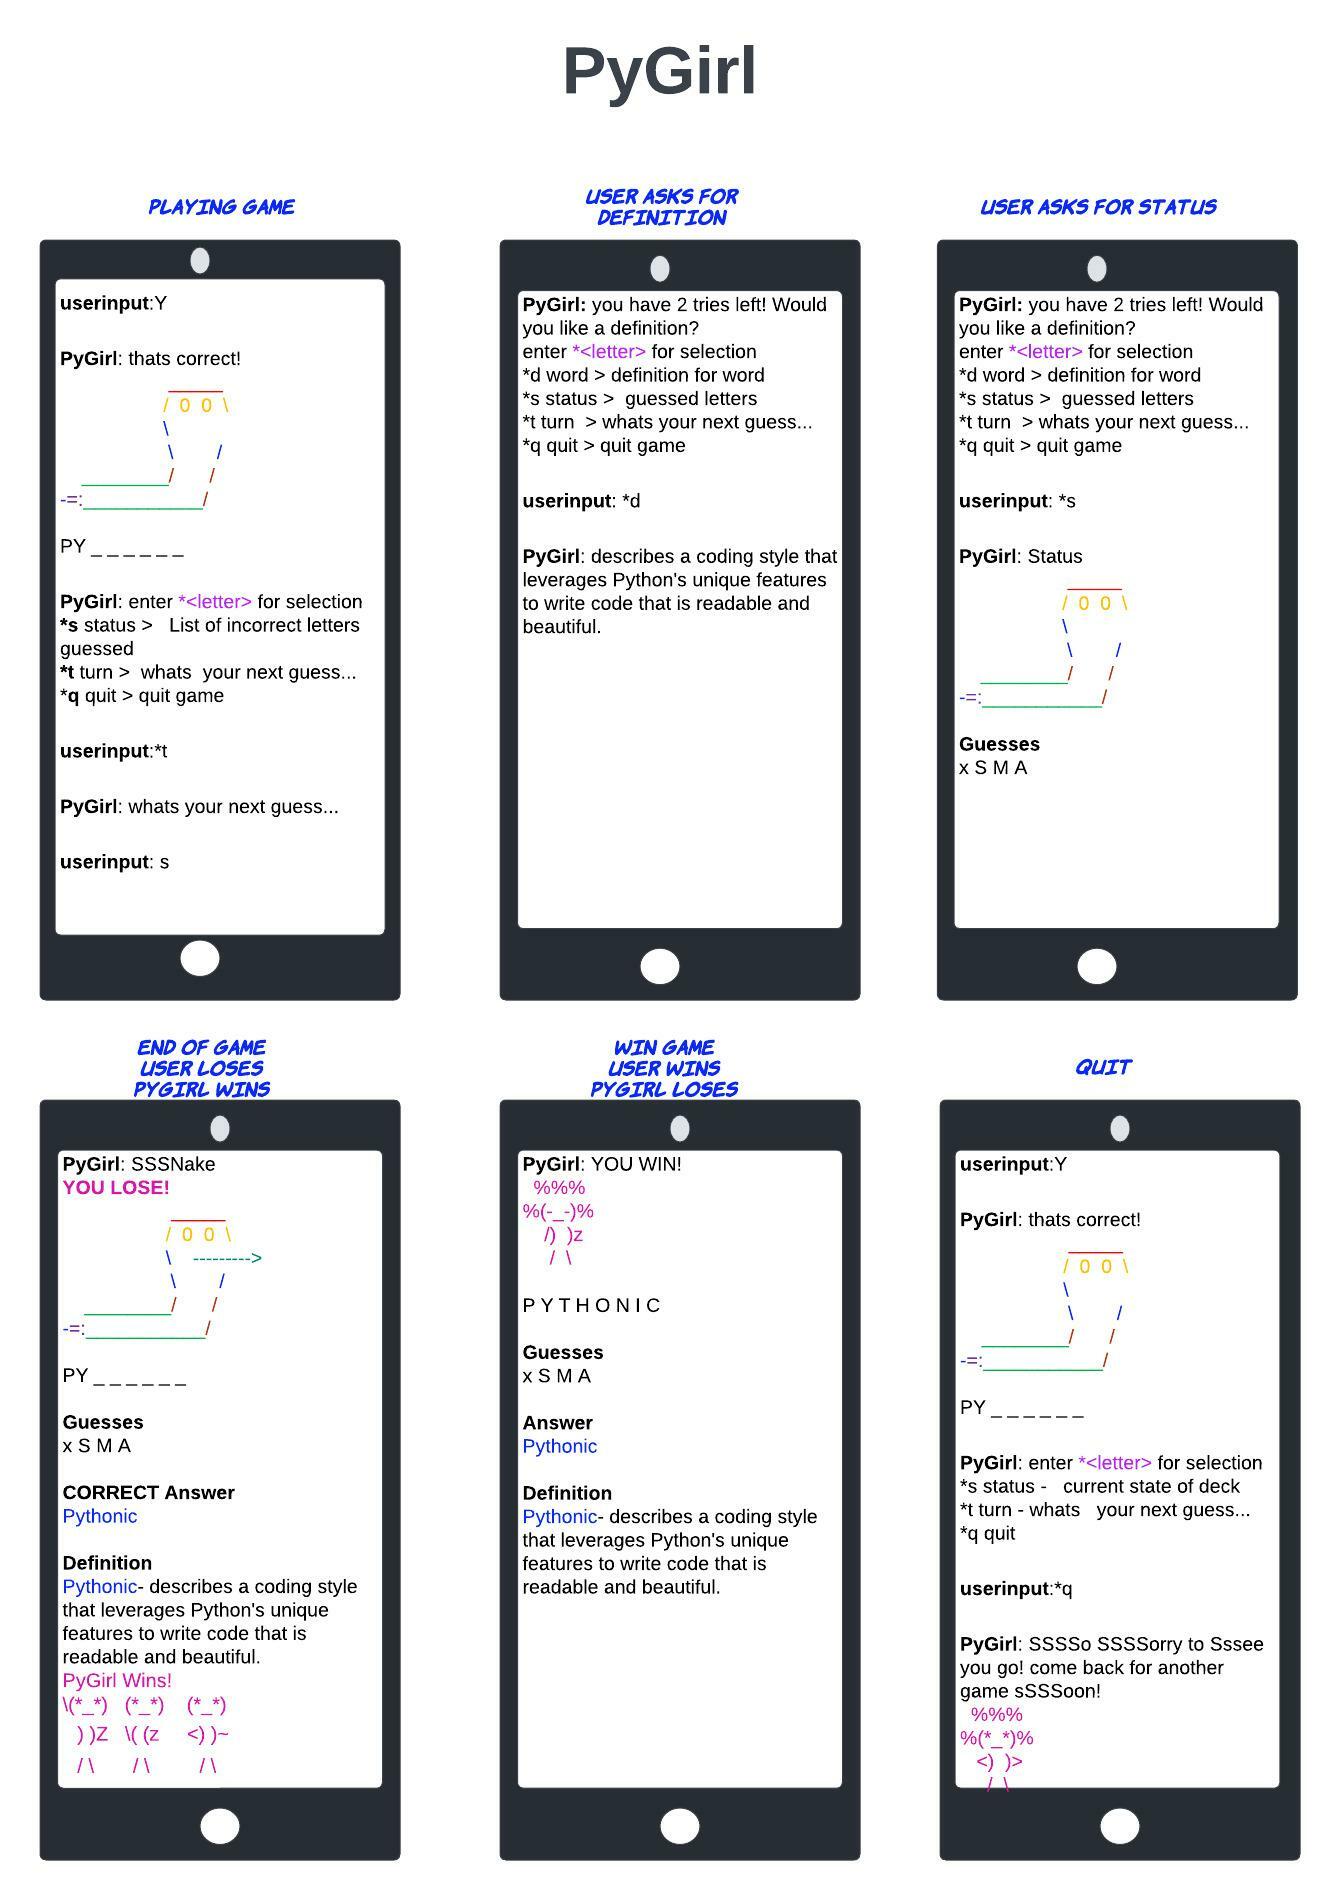 PyGirl
PLAYING GAME
userinput:Y
PyGirl: thats correct!
______
/  0  0  \
\
\          /
________/       /
-=:___________/
PY _ _ _ _ _ _
PyGirl: enter *<letter> for selection
*s status >   List of incorrect letters
guessed
*t turn >  whats  your next guess...
*q quit > quit game
userinput:*t
PyGirl: whats your next guess...
userinput: s
USER ASKS FOR
DEFINITION
PyGirl: you have 2 tries left! Would
you like a definition?
enter *<letter> for selection
*d word > definition for word
*s status >  guessed letters
*t turn  > whats your next guess...
*q quit > quit game
userinput: *d
PyGirl: describes a coding style that
leverages Python's unique features
to write code that is readable and
beautiful.
USER ASKS FOR STATUS
PyGirl: you have 2 tries left! Would
you like a definition?
enter *<letter> for selection
*d word > definition for word
*s status >  guessed letters
*t turn  > whats your next guess...
*q quit > quit game
userinput: *s
PyGirl: Status
______
/  0  0  \
\
\          /
________/       /
-=:___________/
Guesses
x S M A
END OF GAME
USER LOSES
PYGIRL WINS
PyGirl: SSSNake
YOU LOSE!
______
/  0  0  \
\    --------->
\          /
________/       /
-=:___________/
PY _ _ _ _ _ _
Guesses
x S M A
CORRECT Answer
Pythonic
Definition
Pythonic- describes a coding style
that leverages Python's unique
features to write code that is
readable and beautiful.
PyGirl Wins!
\(*_*)   (*_*)    (*_*)
) )Z   \( (z     <) )~
/ \       / \         / \
WIN GAME
USER WINS
PYGIRL LOSES
PyGirl: YOU WIN!
%%%
%(-_-)%
/)  )z
/  \
P Y T H O N I C
Guesses
x S M A
Answer
Pythonic
Definition
Pythonic- describes a coding style
that leverages Python's unique
features to write code that is
readable and beautiful.
QUIT
userinput:Y
PyGirl: thats correct!
______
/  0  0  \
\
\          /
________/       /
-=:___________/
PY _ _ _ _ _ _
PyGirl: enter *<letter> for selection
*s status -   current state of deck
*t turn - whats   your next guess...
*q quit
userinput:*q
PyGirl: SSSSo SSSSorry to Sssee
you go! come back for another
game sSSSoon!
%%%
%(*_*)%
<)  )>
/  \